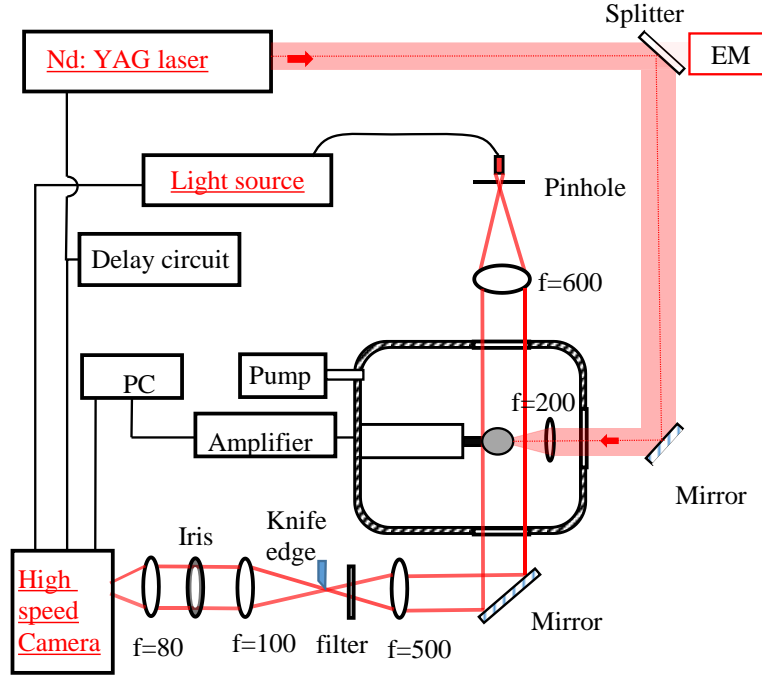 Splitter
Nd: YAG laser
EM
Light source
Pinhole
Delay circuit
f=600
PC
Pump
f=200
Amplifier
Mirror
Knife
edge
Iris
High
speed
Camera
f=80
f=100
filter
f=500
Mirror